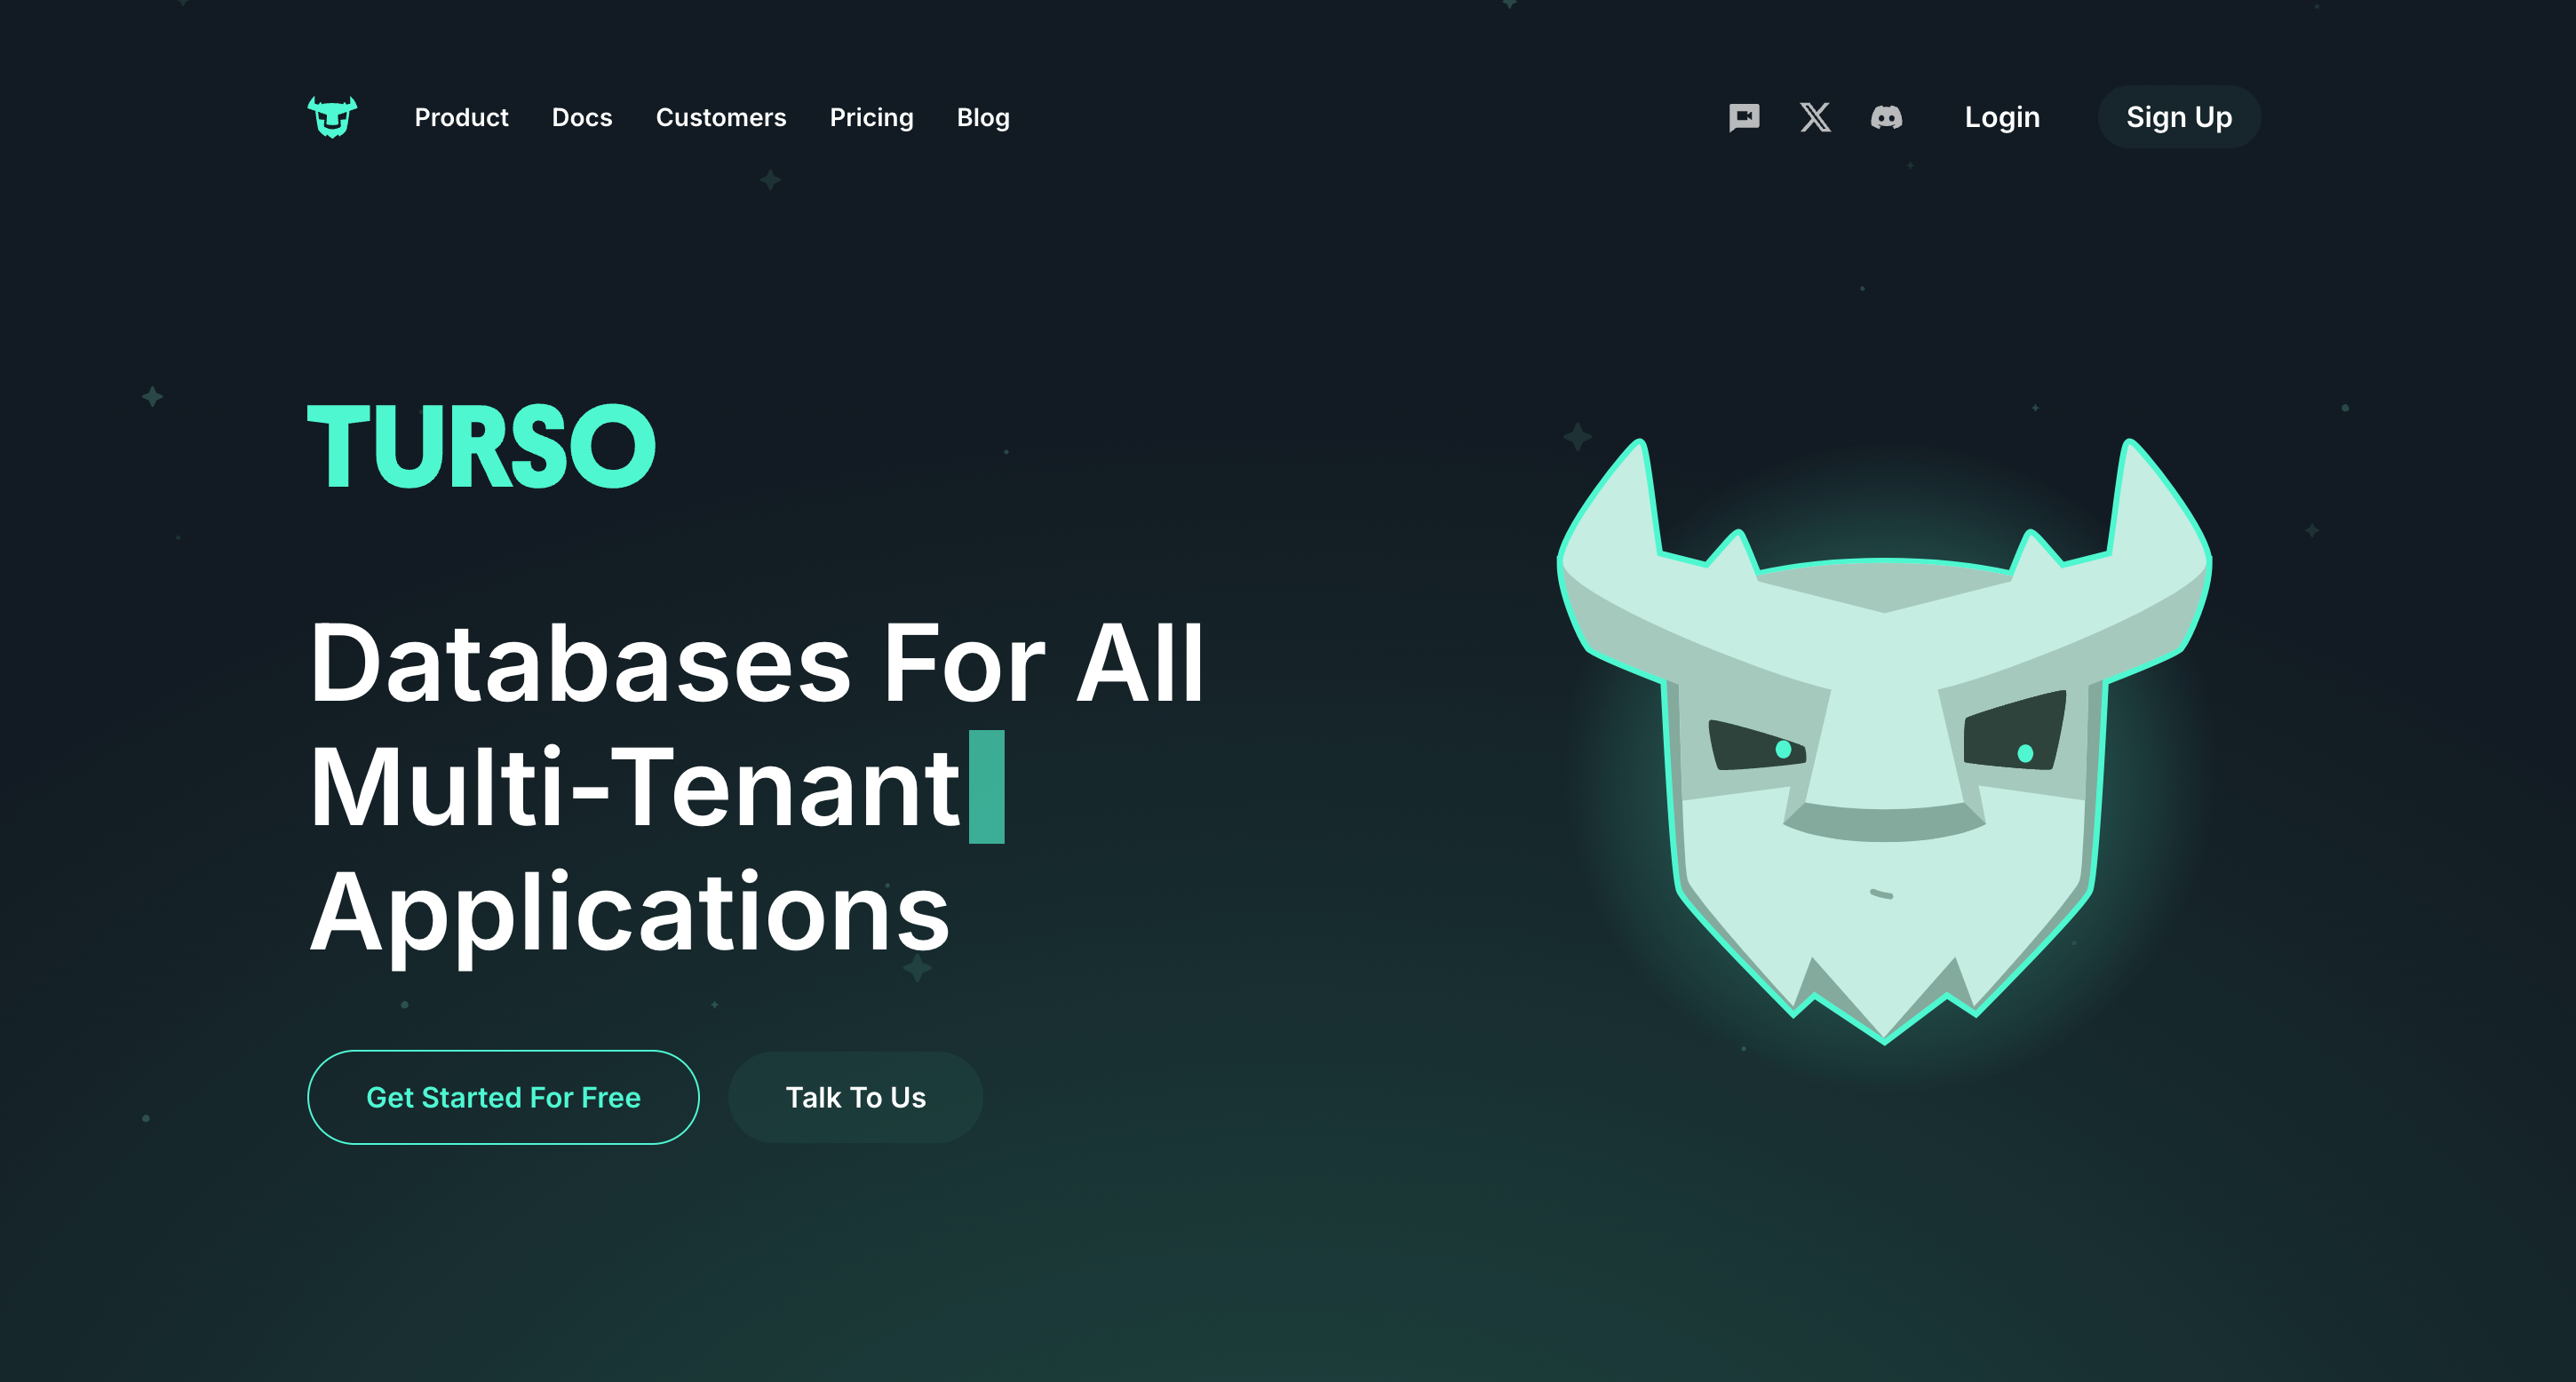 Product Docs Customers Pricing Blog Login Sign Up
TURSO
Databases For All
Multi-Tenant
Applications
Get Started For Free Talk To Us